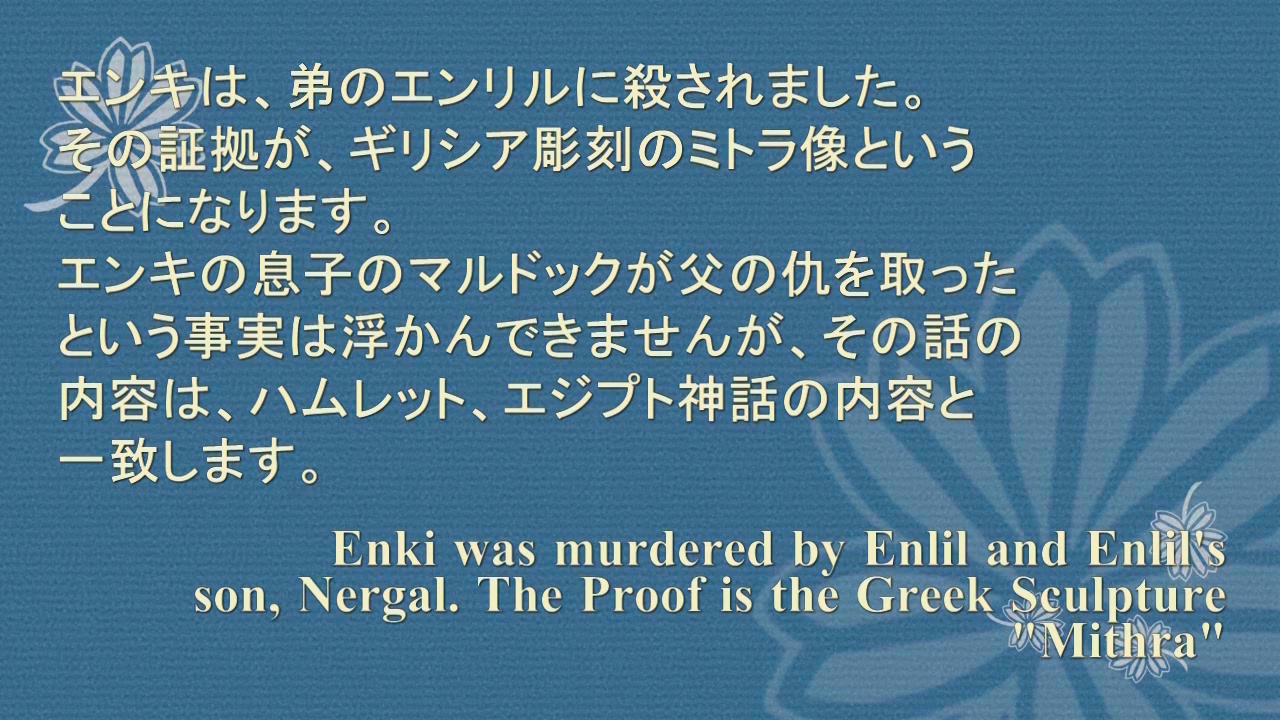 エンキは、弟のエンリルに殺されました。
その証拠が、ギリシア彫刻のミトラ像という
ことになります。
エンキの息子のマルドックが父の仇を取った
という事実は浮かんできませんが、その話の
内容は、ハムレット、エジプト神話の内容と
一致します。
Enki was murdered by Enlil and Enlil's
son, Nergal. The Proof is the Greek Sculpture
"Mithra"